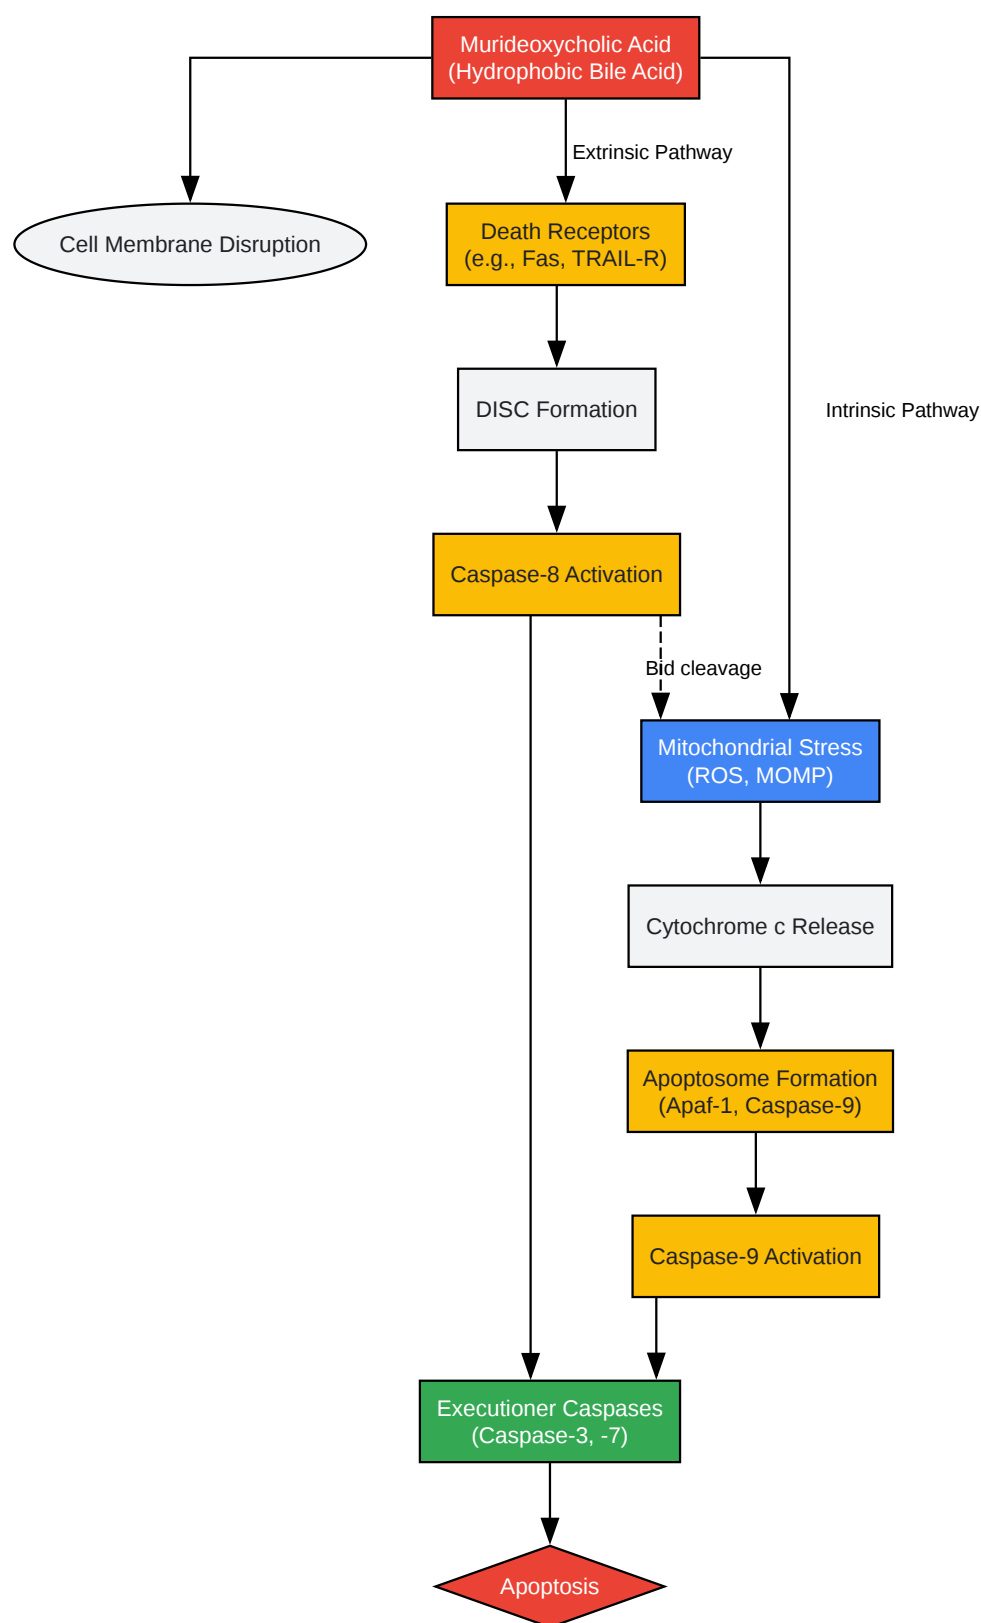 Murideoxycholic Acid
(Hydrophobic Bile Acid)
Extrinsic Pathway
Cell Membrane Disruption
Death Receptors
(e.g., Fas, TRAIL-R)
DISC Formation
Intrinsic Pathway
Caspase-8 Activation
Bid cleavage
Mitochondrial Stress
(ROS, MOMP)
Cytochrome c Release
Apoptosome Formation
(Apaf-1, Caspase-9)
Caspase-9 Activation
Executioner Caspases
(Caspase-3, -7)
Apoptosis